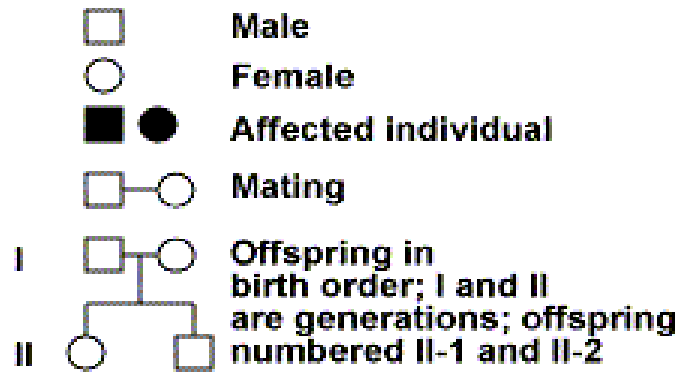 Male
Female
Affected individual
Mating
I
Offspring in
birth order; I and II
are generations; offspring
II
numbered II-1 and II-2